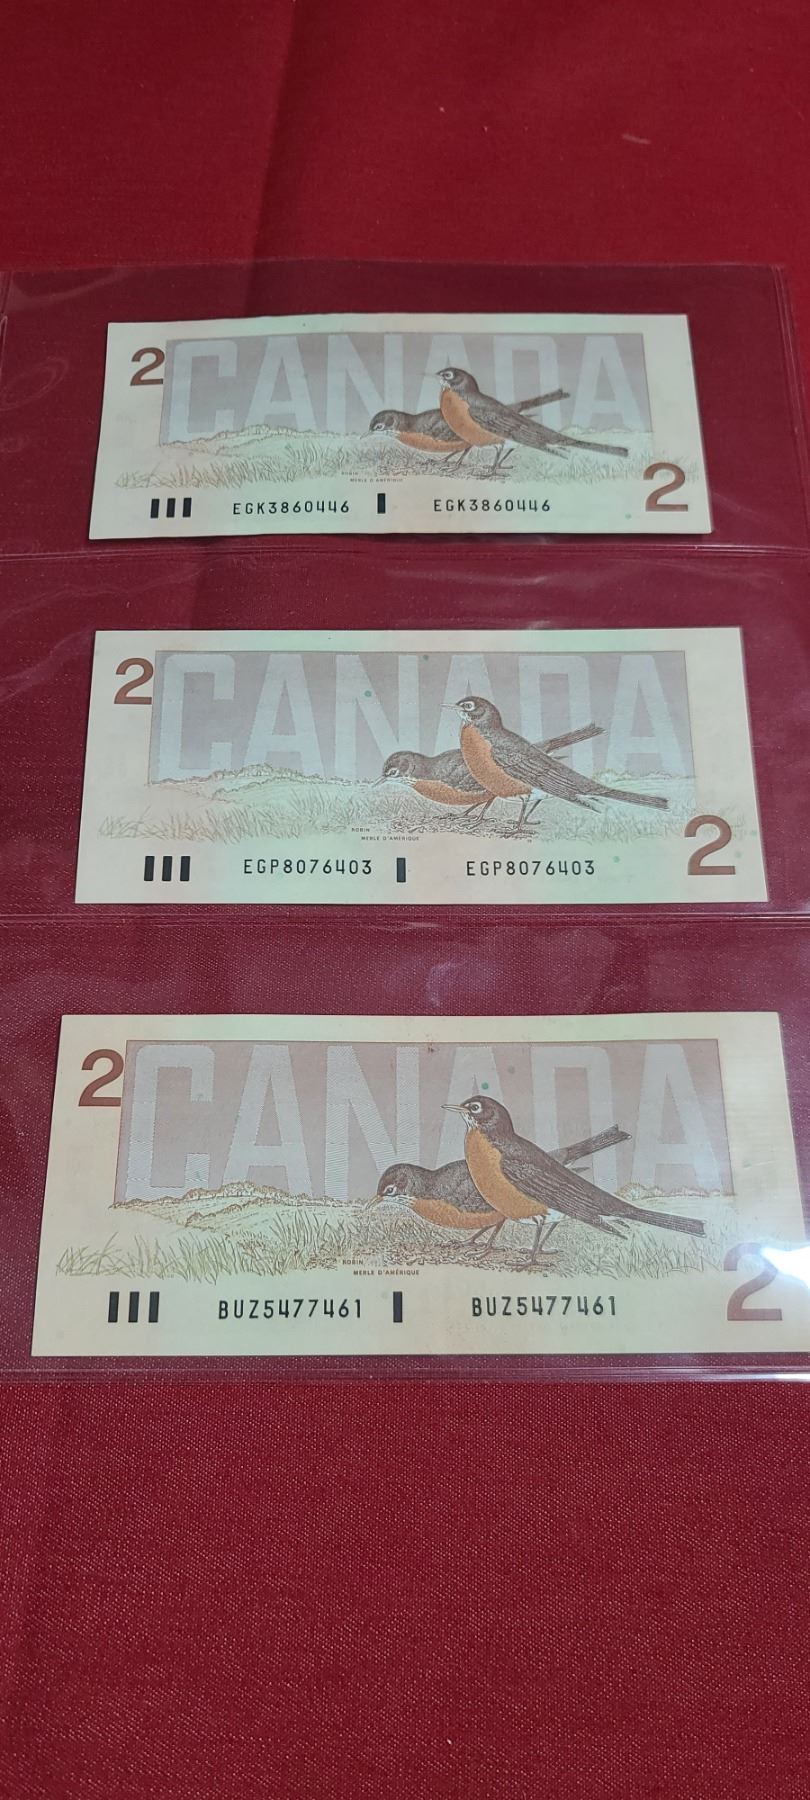 2 CANADA
ROBIN
MERLE D'AMÉRIQUE
EGK3860446 EGK3860446 2
2 CANADA
ROBIN
MERLE D'AMÉRIQUE
EGP8076403 EGP8076403 2
2 CANADA
ROBIN
MERLE D'AMÉRIQUE
BUZ5477461 BUZ5477461 2